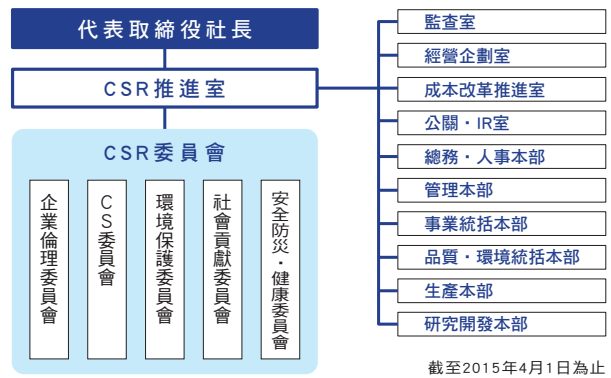 代表取締役社長
CSR推進室
CSR委員會
企業倫理委員會
CS委員會
環境保護委員會
社會貢獻委員會
安全防災・健康委員會
監查室
經營企劃室
成本改革推進室
公關・IR室
總務・人事本部
管理本部
事業統括本部
品質・環境統括本部
生產本部
研究開發本部
截至2015年4月1日為止